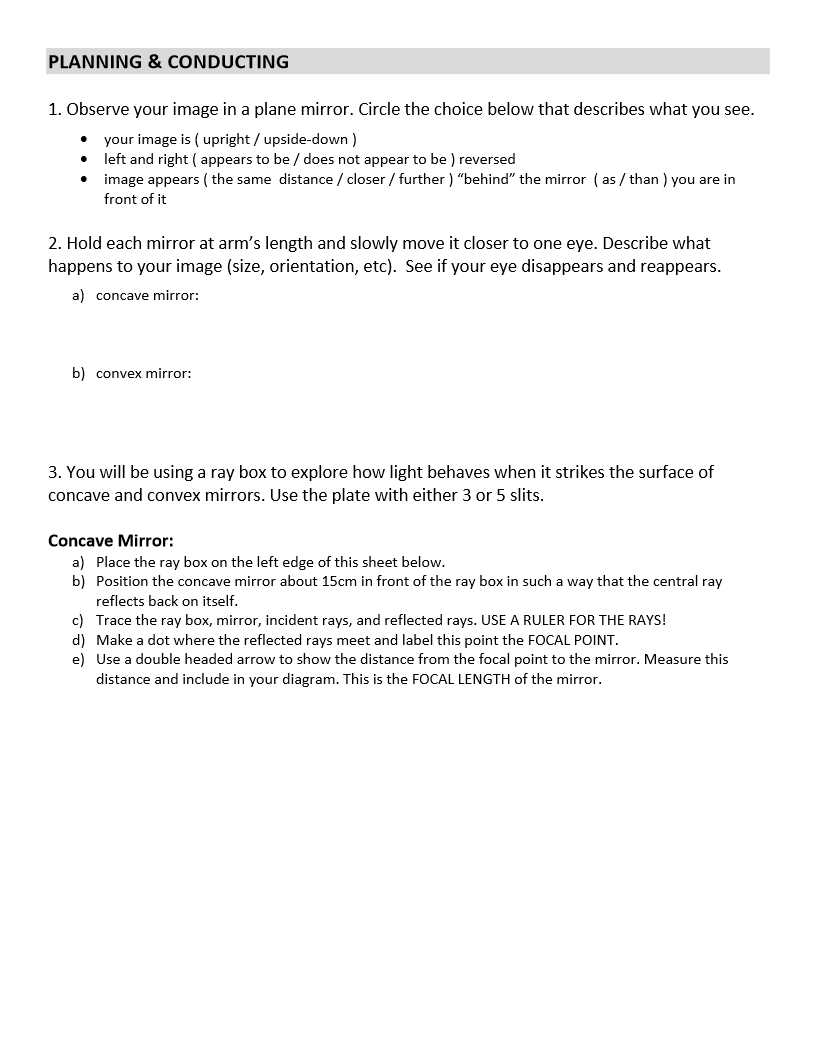 PLANNING & CONDUCTING
1. Observe your image in a plane mirror. Circle the choice below that describes what you see.
• your image is ( upright / upside-down )
• left and right ( appears to be / does not appear to be ) reversed
• image appears ( the same  distance / closer / further ) “behind” the mirror  ( as / than ) you are in
front of it
2. Hold each mirror at arm’s length and slowly move it closer to one eye. Describe what
happens to your image (size, orientation, etc).  See if your eye disappears and reappears.
a) concave mirror:
b) convex mirror:
3. You will be using a ray box to explore how light behaves when it strikes the surface of
concave and convex mirrors. Use the plate with either 3 or 5 slits.
Concave Mirror:
a) Place the ray box on the left edge of this sheet below.
b) Position the concave mirror about 15cm in front of the ray box in such a way that the central ray
reflects back on itself.
c) Trace the ray box, mirror, incident rays, and reflected rays. USE A RULER FOR THE RAYS!
d) Make a dot where the reflected rays meet and label this point the FOCAL POINT.
e) Use a double headed arrow to show the distance from the focal point to the mirror. Measure this
distance and include in your diagram. This is the FOCAL LENGTH of the mirror.